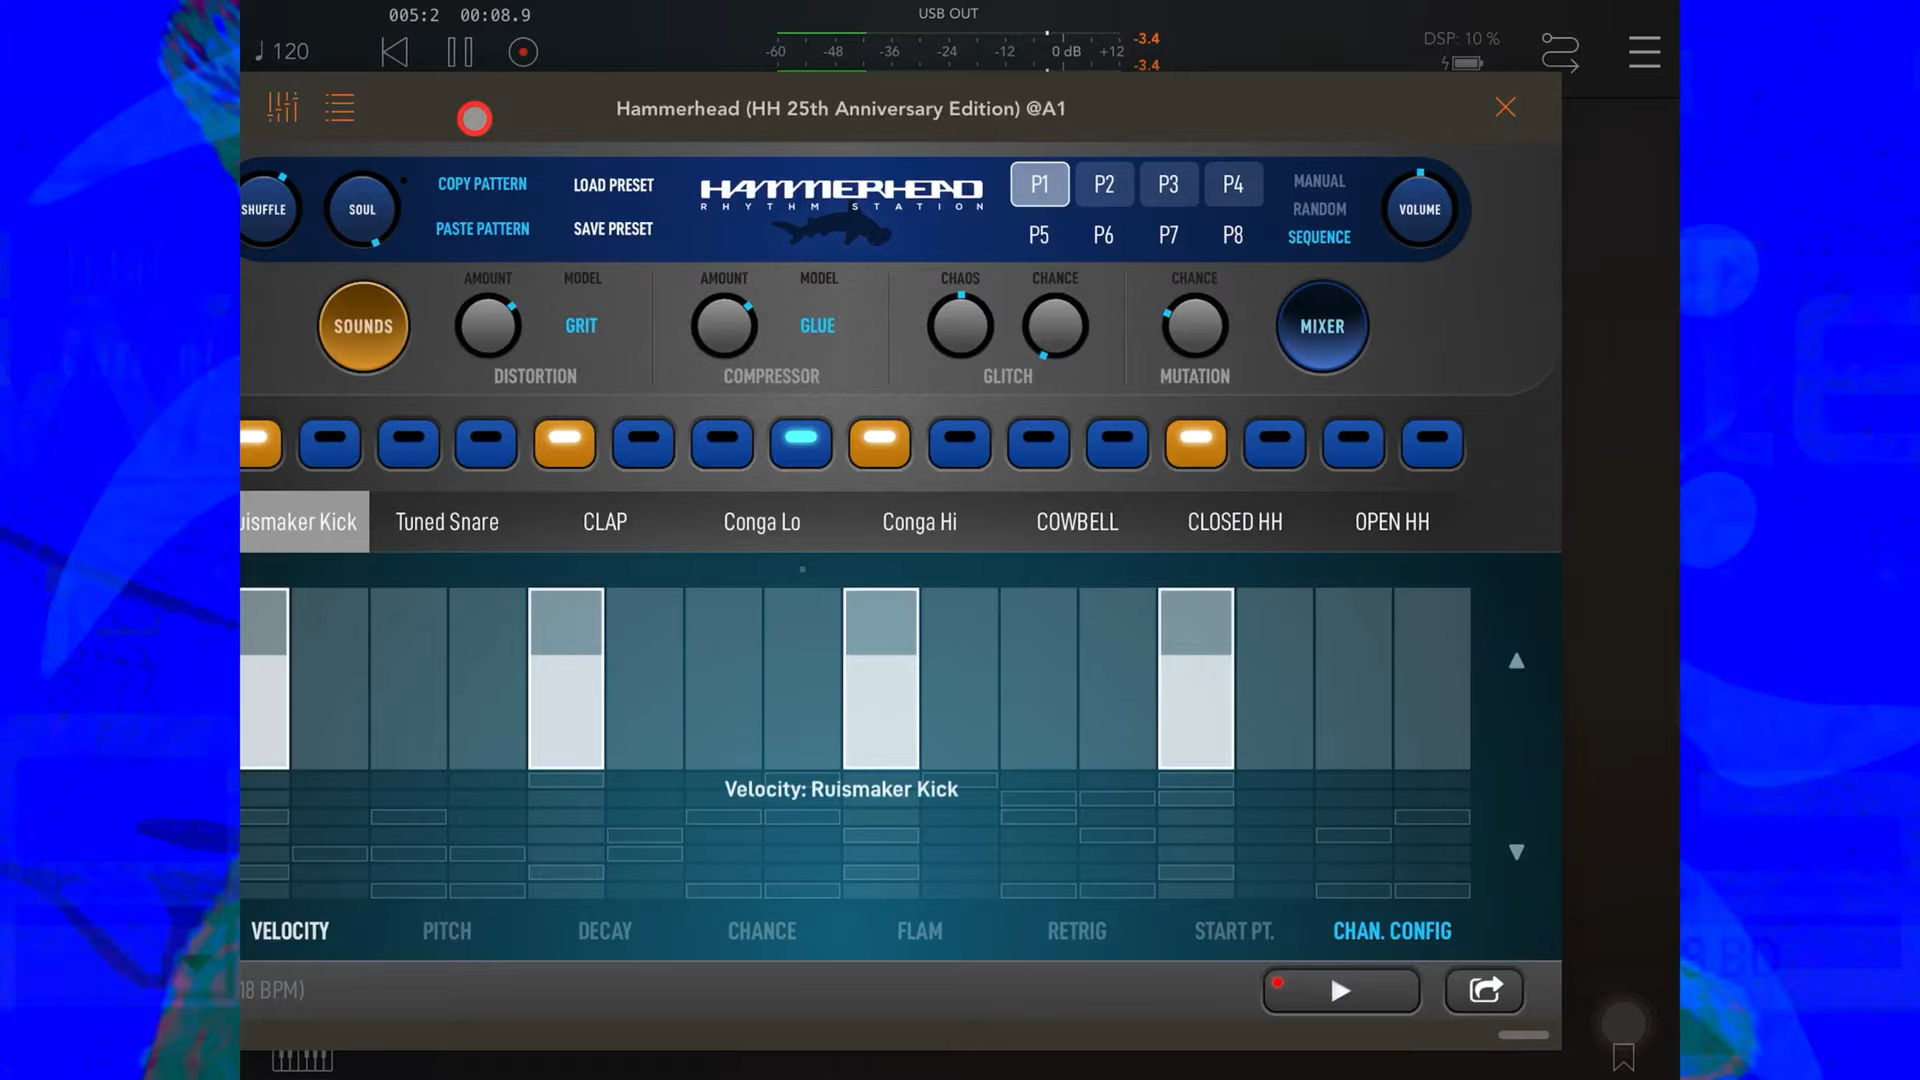 005:2 00:08.9
USB OUT
♩ 120
-60 -48 -36 -24 -12 0 dB +12
-3.4
-3.4
DSP: 10 %
Hammerhead (HH 25th Anniversary Edition) @A1
SHUFFLE
SOUL
COPY PATTERN
PASTE PATTERN
LOAD PRESET
SAVE PRESET
HAMMERHEAD
RHYTHM STATION
P1 P2 P3 P4
P5 P6 P7 P8
MANUAL
RANDOM
SEQUENCE
VOLUME
SOUNDS
AMOUNT MODEL
GRIT
DISTORTION
AMOUNT MODEL
GLUE
COMPRESSOR
CHAOS CHANCE
GLITCH
CHANCE
MUTATION
MIXER
uismaker Kick Tuned Snare CLAP Conga Lo Conga Hi COWBELL CLOSED HH OPEN HH
Velocity: Ruismaker Kick
VELOCITY PITCH DECAY CHANCE FLAM RETRIG START PT. CHAN. CONFIG
18 BPM)